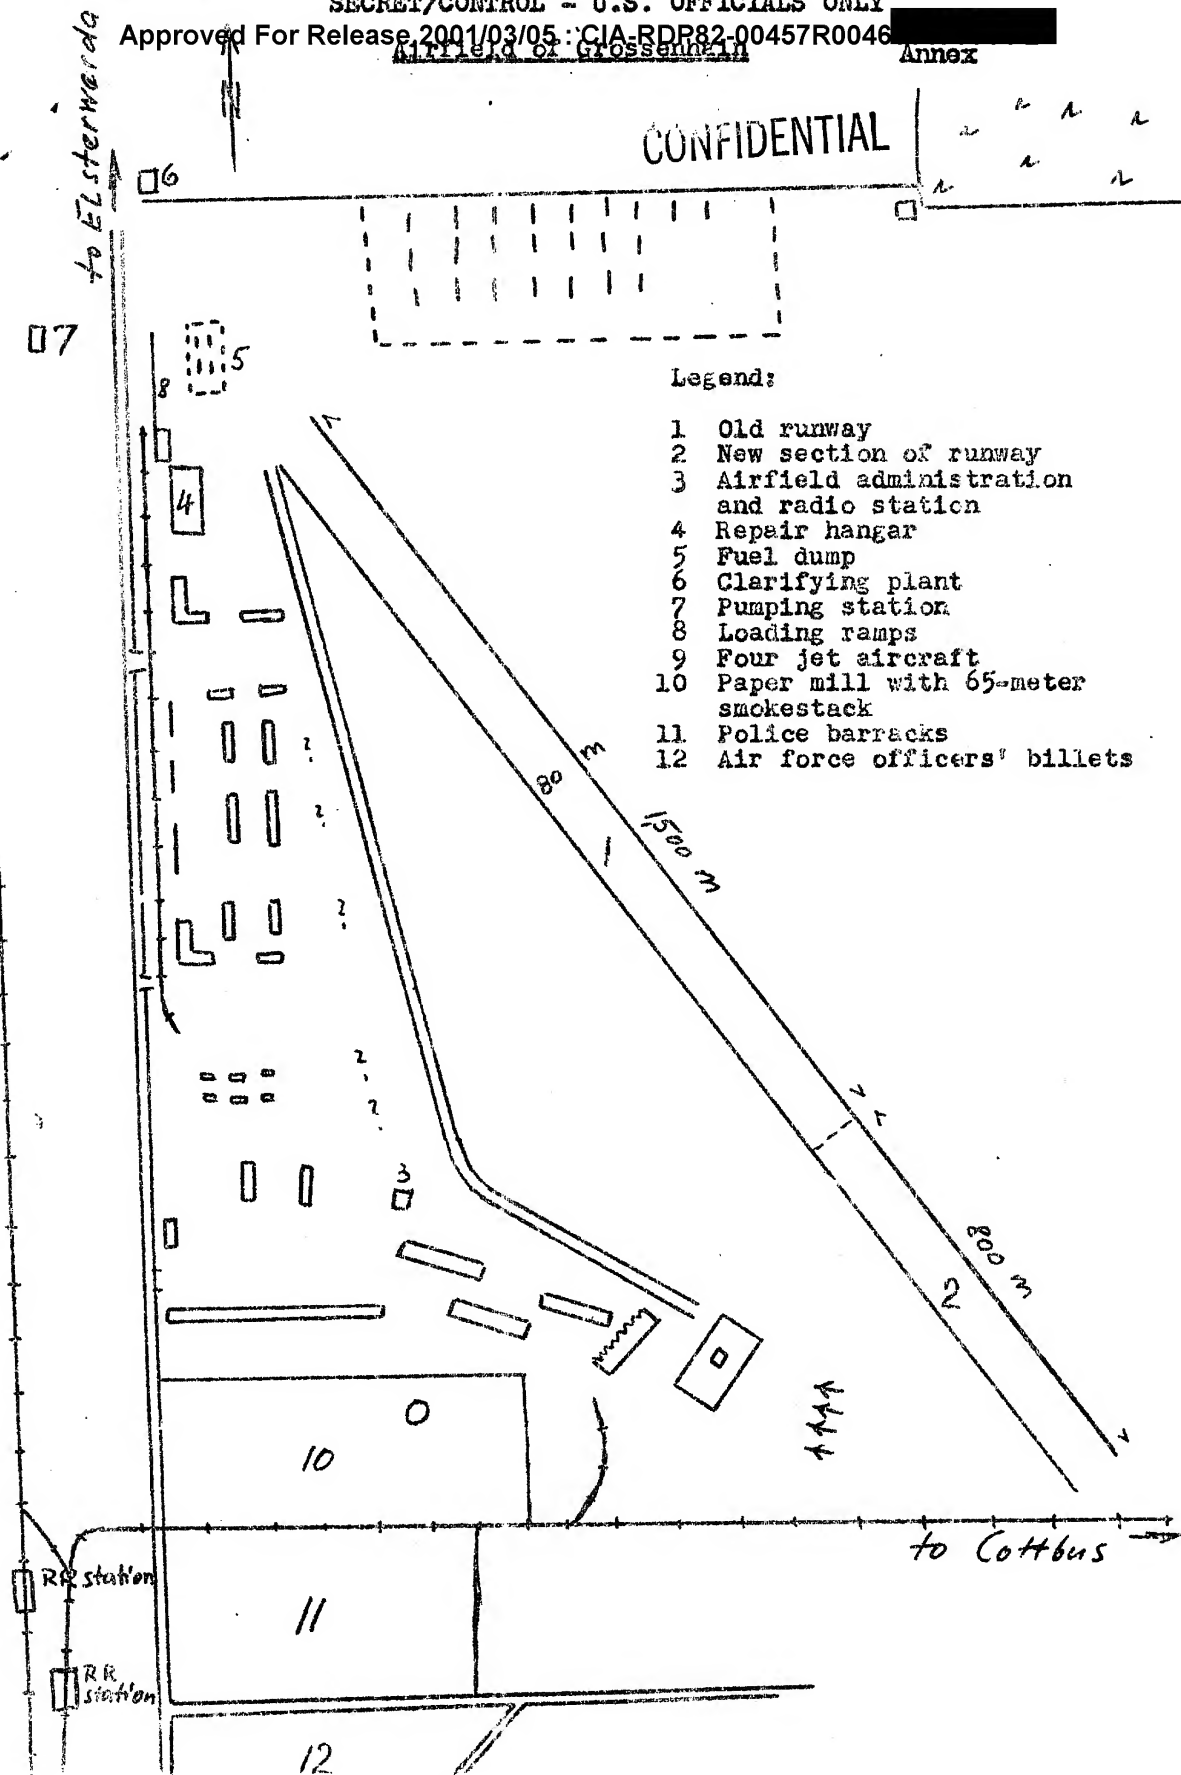 SECRET/CONTROL - U.S. OFFICIALS ONLY
Approved For Release 2001/03/05 : CIA-RDP82-00457R0046
Airfield of Grossenhain
Annex
to Elsterwerda
N
CONFIDENTIAL
6
7
5
8
4
Legend:
1 Old runway
2 New section of runway
3 Airfield administration
and radio station
4 Repair hangar
5 Fuel dump
6 Clarifying plant
7 Pumping station
8 Loading ramps
9 Four jet aircraft
10 Paper mill with 65-meter
smokestack
11 Police barracks
12 Air force officers' billets
80 m
1,500 m
1
?
?
?
?
?
3
800 m
2
10
to Cottbus
RR station
11
RR
station
12